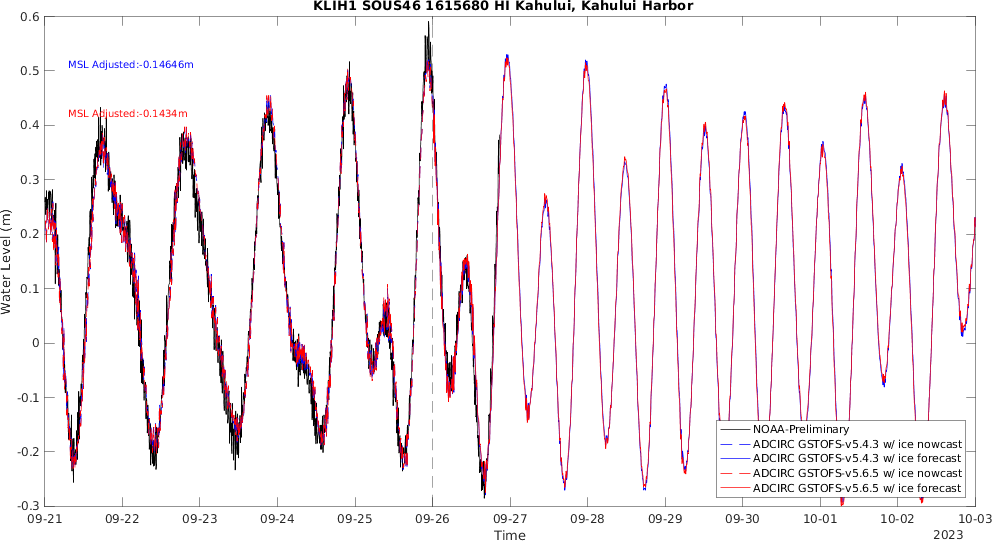 KLIH1 SOUS46 1615680 HI Kahului, Kahului Harbor
0.6
0.5
0.4
0.3
0.2
0.1
0
-0.1
-0.2
-0.3
Water Level (m)
MSL Adjusted:-0.14646m
MSL Adjusted:-0.1434m
NOAA-Preliminary
ADCIRC GSTOFS-v5.4.3 w/ ice nowcast
ADCIRC GSTOFS-v5.4.3 w/ ice forecast
ADCIRC GSTOFS-v5.6.5 w/ ice nowcast
ADCIRC GSTOFS-v5.6.5 w/ ice forecast
09-21 09-22 09-23 09-24 09-25 09-26 09-27 09-28 09-29 09-30 10-01 10-02 10-03
Time
2023